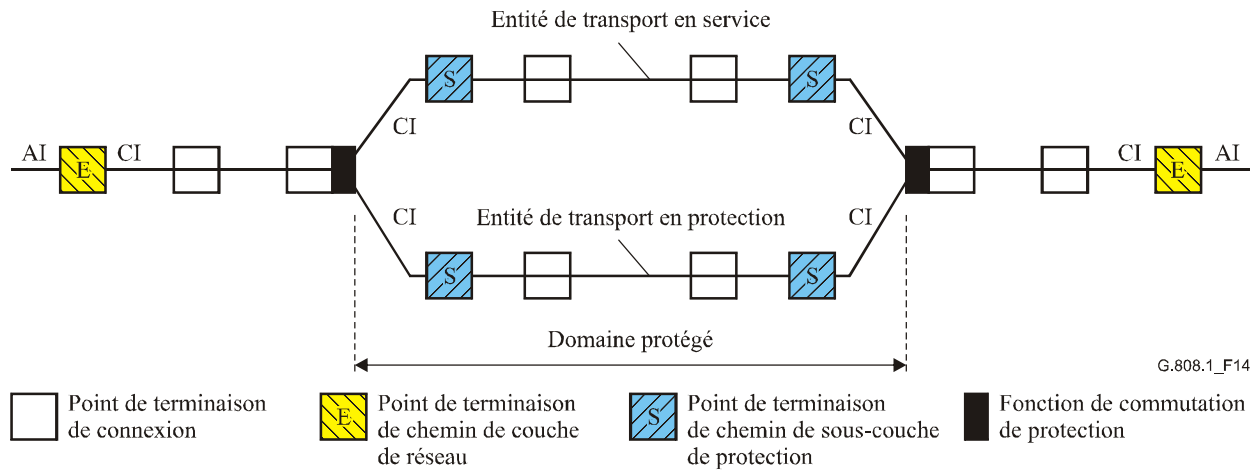 Entité de transport en service
S
S
CI
CI
AI
E
CI
CI
E
AI
CI
Entité de transport en protection
CI
S
S
Domaine protégé
G.808.1_F14
Point de terminaison
de connexion
E
Point de terminaison
de chemin de couche
de réseau
S
Point de terminaison
de chemin de sous-couche
de protection
Fonction de commutation
de protection